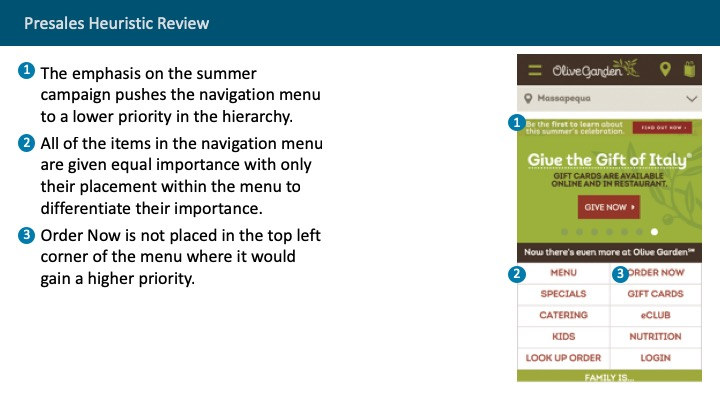 Presales Heuristic Review
1 The emphasis on the summer
campaign pushes the navigation menu
to a lower priority in the hierarchy.
2 All of the items in the navigation menu
are given equal importance with only
their placement within the menu to
differentiate their importance.
3 Order Now is not placed in the top left
corner of the menu where it would
gain a higher priority.
Olive Garden
Massapequa
1
Be the first to learn about
this summer's celebration.
FIND OUT NOW ›
Give the Gift of Italy®
GIFT CARDS ARE AVAILABLE
ONLINE AND IN RESTAURANT.
GIVE NOW ›
Now there's even more at Olive Garden℠
2 MENU 3 ORDER NOW
SPECIALS GIFT CARDS
CATERING eCLUB
KIDS NUTRITION
LOOK UP ORDER LOGIN
FAMILY IS...